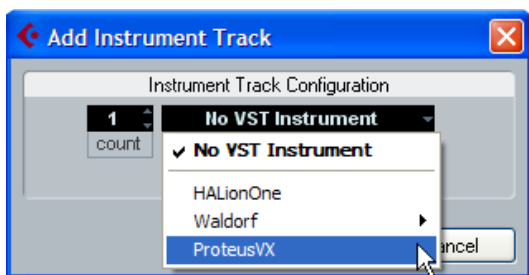 Add Instrument Track
Instrument Track Configuration
1 No VST Instrument
count
No VST Instrument
HALionOne
Waldorf
ProteusVX
ancel